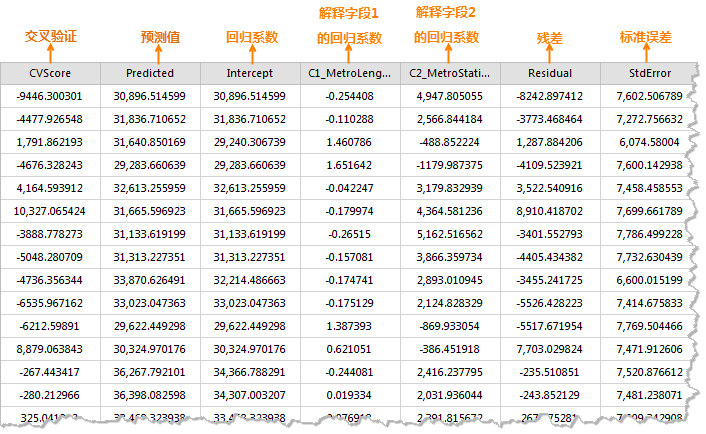 解释字段1 解释字段2
交叉验证 预测值 回归系数 的回归系数 的回归系数 残差 标准误差
CVScore Predicted Intercept C1_MetroLeng... C2_MetroStati... Residual StdError
-9446.300301 30,896.514599 30,896.514599 -0.254408 4,947.805055 -8242.897412 7,602.506789
-4477.926548 31,836.710652 31,836.710652 -0.110288 2,566.844184 -3773.468464 7,272.756632
1,791.862193 31,640.850169 29,240.306739 1.460786 -488.852224 1,287.884206 6,074.58004
-4676.328243 29,283.660639 29,283.660639 1.651642 -1179.987375 -4109.523921 7,600.142938
4,164.593912 32,613.255959 32,613.255959 -0.042247 3,179.832939 3,522.540916 7,458.458553
10,327.065424 31,665.596923 31,665.596923 -0.179974 4,364.581236 8,910.418702 7,699.661789
-3888.778273 31,133.619199 31,133.619199 -0.26515 5,162.516562 -3401.552793 7,786.499228
-5048.280709 31,313.227351 31,313.227351 -0.157081 3,866.359734 -4405.434382 7,732.630439
-4736.356344 33,870.626491 32,214.486663 -0.174741 2,893.010945 -3455.241725 6,600.015199
-6535.967162 33,023.047363 33,023.047363 -0.175129 2,124.828329 -5526.428223 7,414.675833
-6212.59891 29,622.449298 29,622.449298 1.387393 -869.933054 -5517.671954 7,769.504466
8,879.063843 30,324.970176 30,324.970176 0.621051 -386.451918 7,703.029824 7,471.912606
-267.443417 36,267.792101 34,366.788291 -0.244081 2,416.237795 -235.510851 7,520.876612
-280.212966 36,398.082598 34,307.003207 0.019334 2,031.936044 -243.852129 7,481.238071